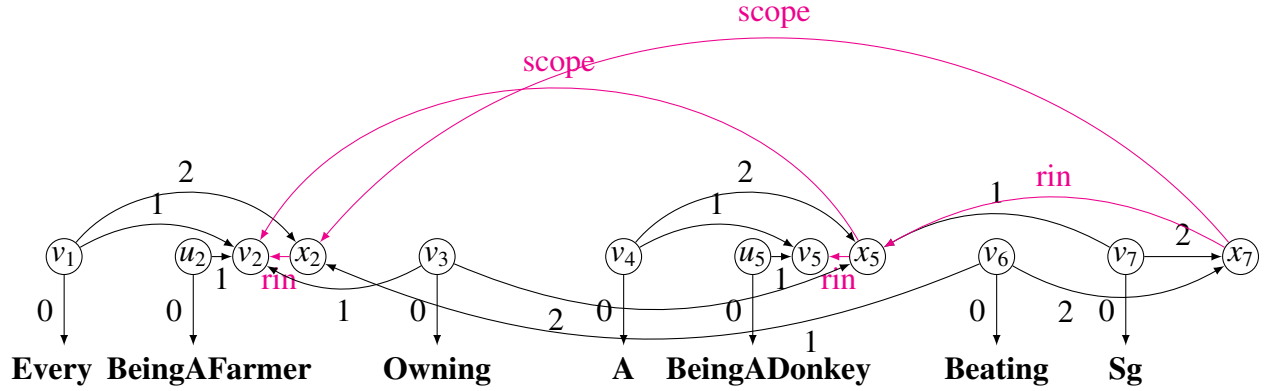 scope
scope
2 1 2 1 1 rin
v1 u2 v2 x2 v3 v4 u5 v5 x5 v6 v7 x7
1 rin 1 rin 2
0 0 1 0 2 0 0 1 0 2 0
Every BeingAFarmer Owning A BeingADonkey Beating Sg